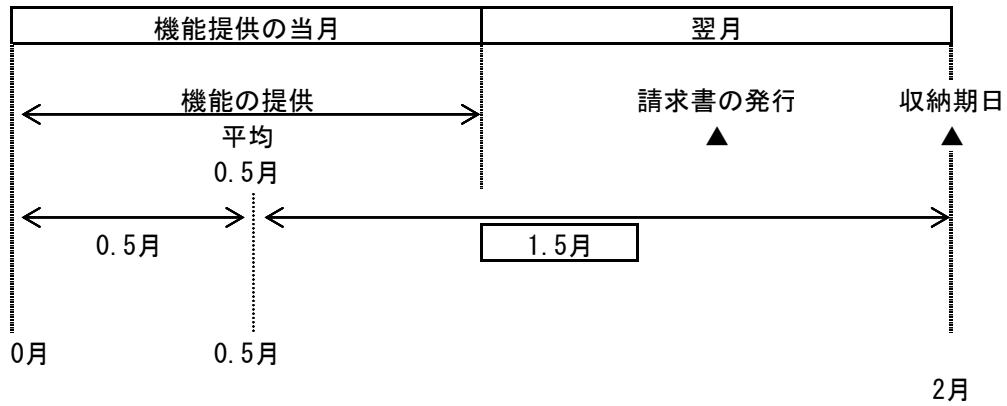 機能提供の当月 翌月
機能の提供 請求書の発行 収納期日
平均 ▲ ▲
0.5月
0.5月 1.5月
0月 0.5月
2月